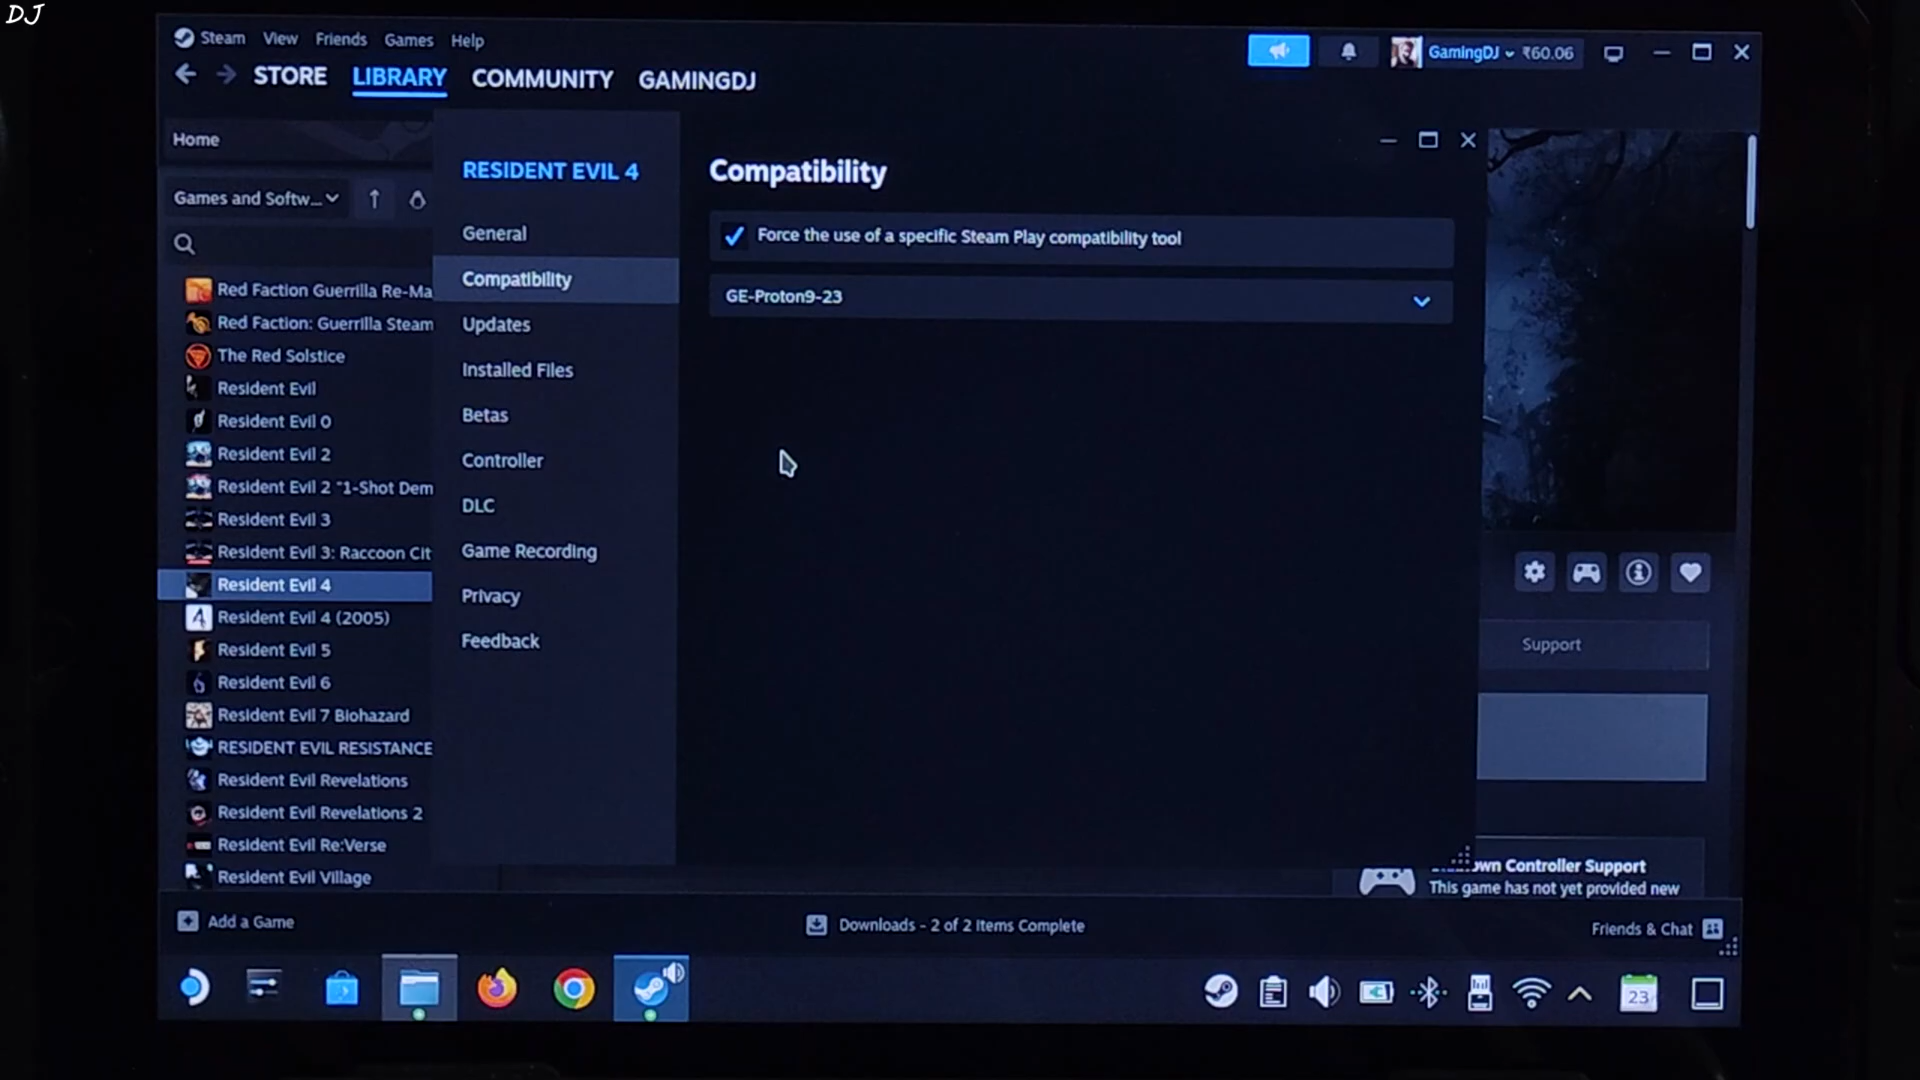 DJ
Steam View Friends Games Help
GamingDJ ₹60.06
STORE LIBRARY COMMUNITY GAMINGDJ
Home
Games and Softw...
Red Faction Guerrilla Re-Ma
Red Faction: Guerrilla Steam
The Red Solstice
Resident Evil
Resident Evil 0
Resident Evil 2
Resident Evil 2 "1-Shot Dem
Resident Evil 3
Resident Evil 3: Raccoon Cit
Resident Evil 4
Resident Evil 4 (2005)
Resident Evil 5
Resident Evil 6
Resident Evil 7 Biohazard
RESIDENT EVIL RESISTANCE
Resident Evil Revelations
Resident Evil Revelations 2
Resident Evil Re:Verse
Resident Evil Village
RESIDENT EVIL 4
General
Compatibility
Updates
Installed Files
Betas
Controller
DLC
Game Recording
Privacy
Feedback
Compatibility
Force the use of a specific Steam Play compatibility tool
GE-Proton9-23
Support
Controller Support
This game has not yet provided new
Add a Game
Downloads - 2 of 2 Items Complete
Friends & Chat
23